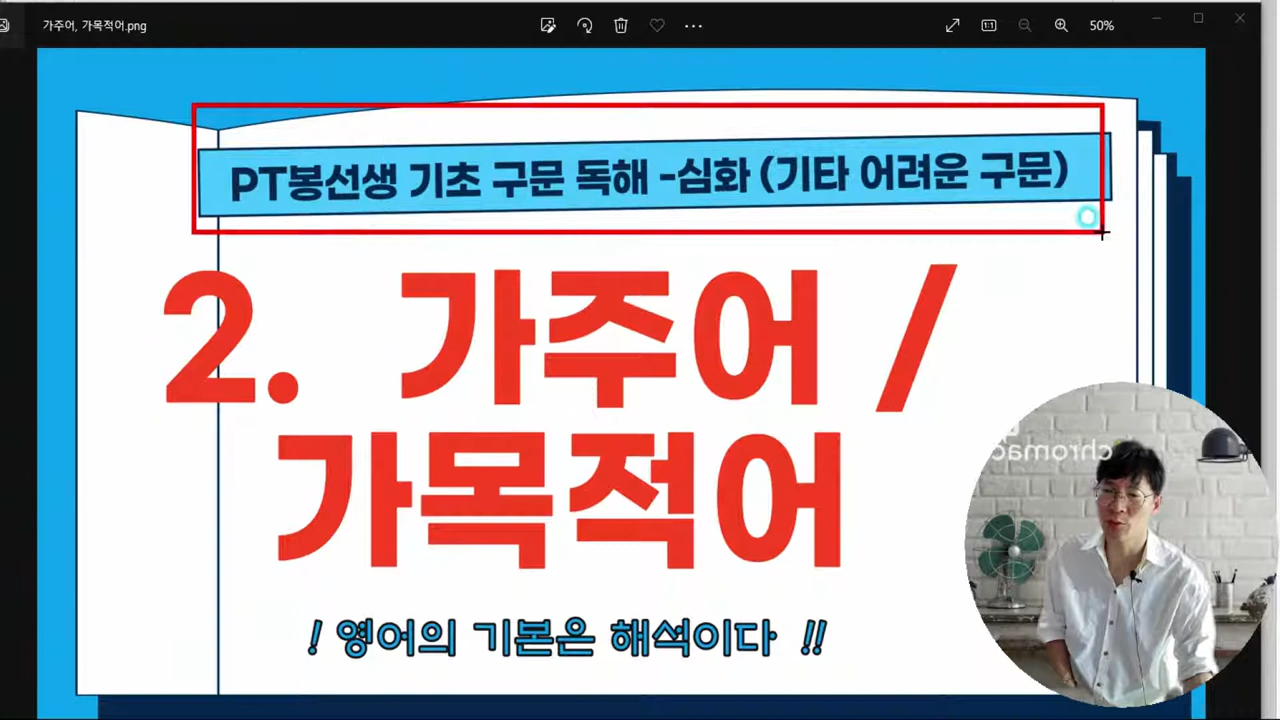 가주어, 가목적어.png
50%
PT봉선생 기초 구문 독해 -심화 (기타 어려운 구문)
2. 가주어 /
가목적어
! 영어의 기본은 해석이다 !!